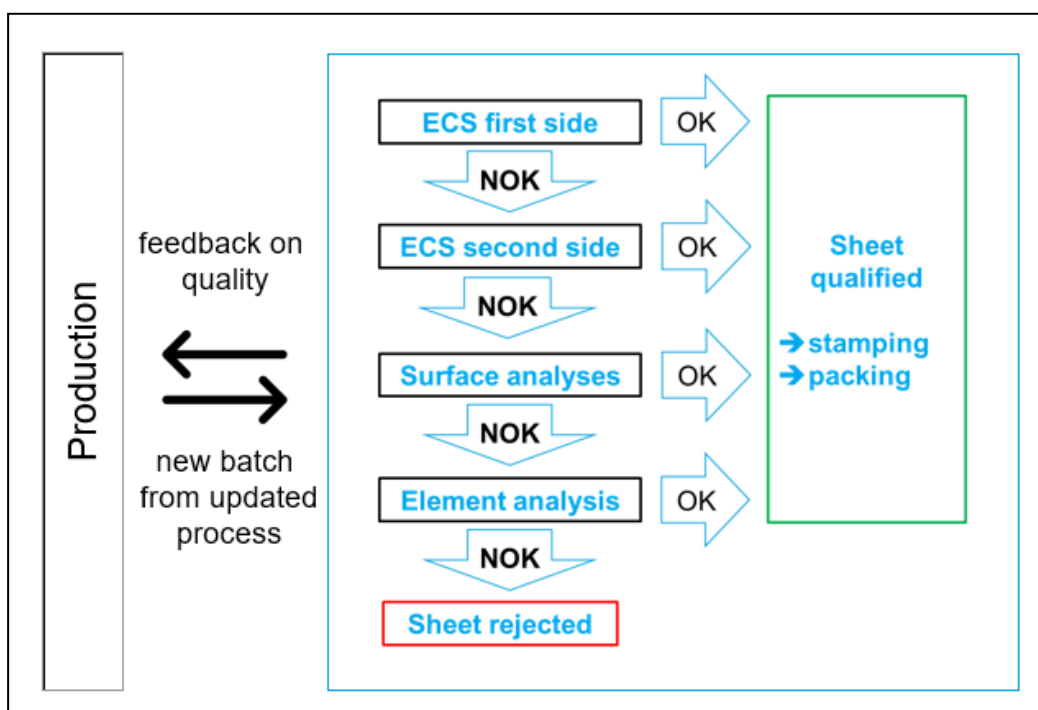 Production
feedback on
quality
new batch
from updated
process
ECS first side
OK
NOK
ECS second side
OK
NOK
Surface analyses
OK
NOK
Element analysis
OK
NOK
Sheet rejected
Sheet
qualified
➔ stamping
➔ packing